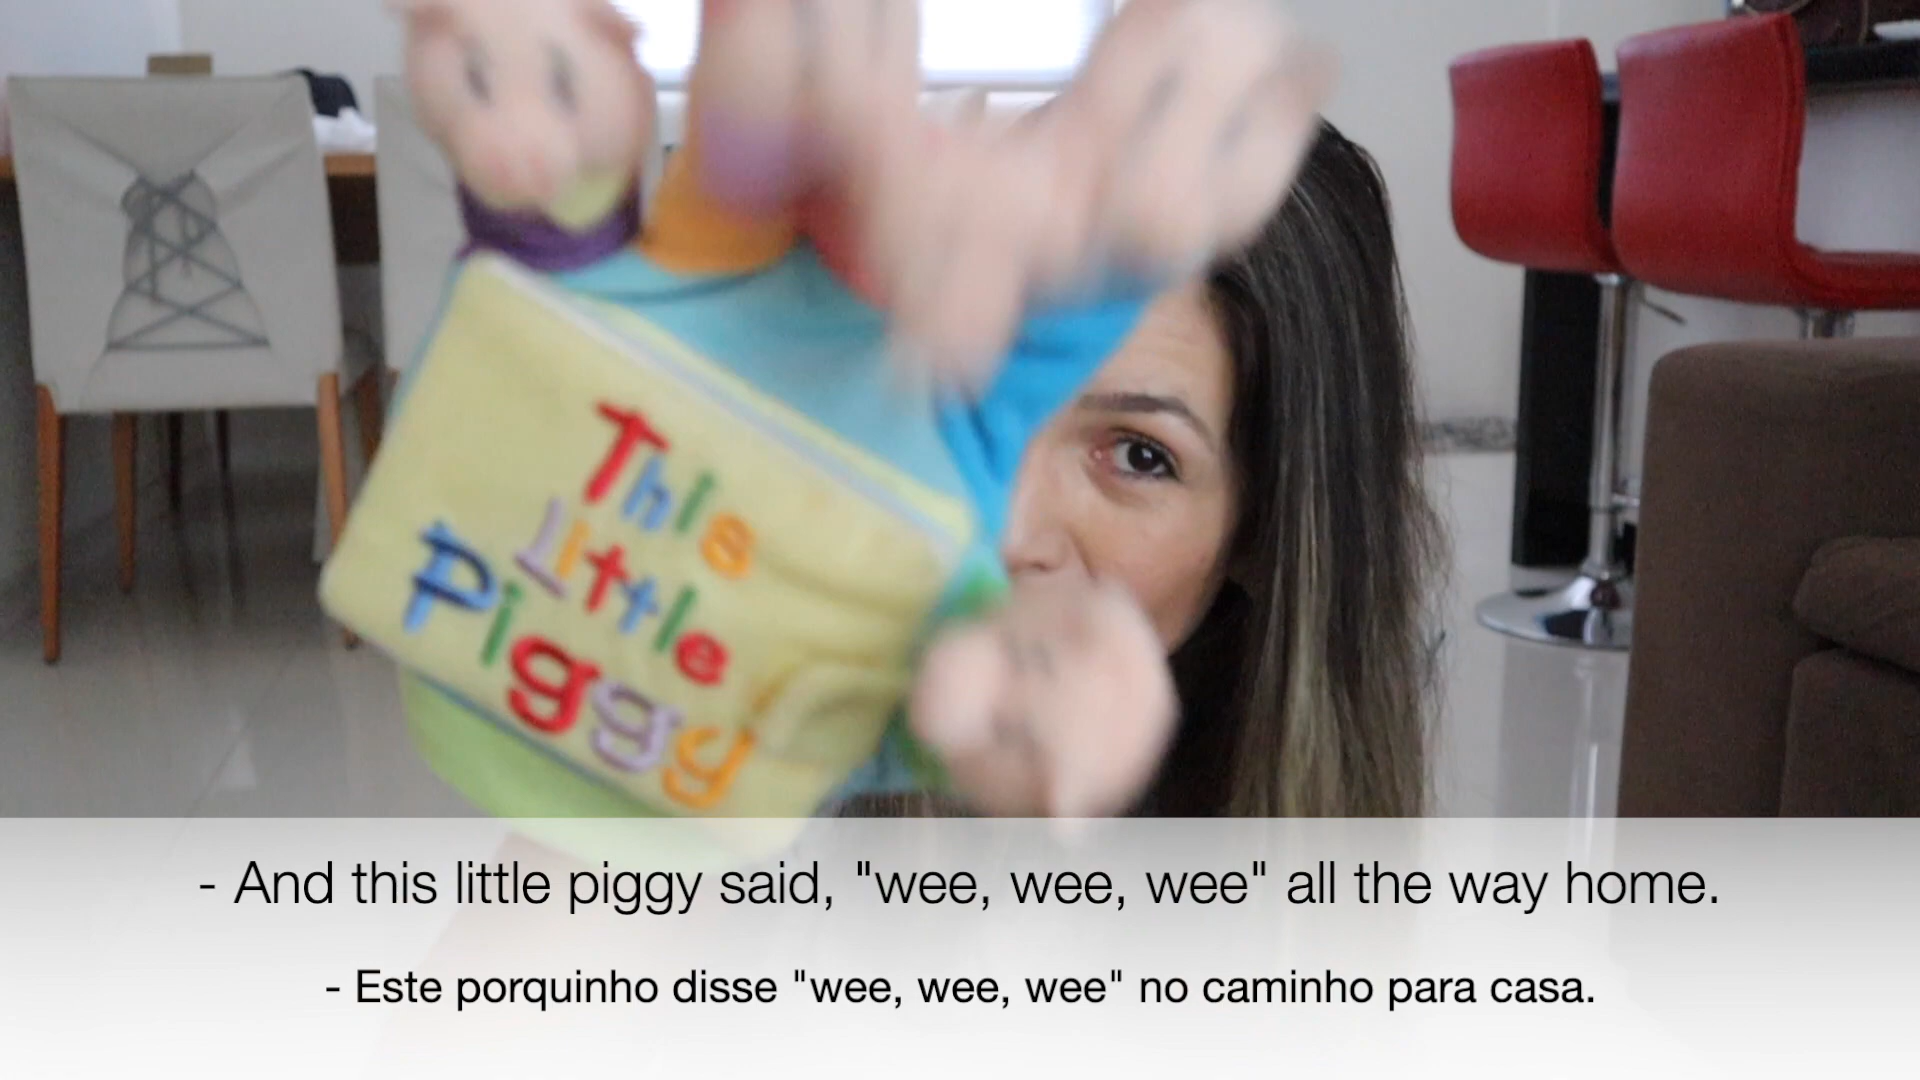 This
little
Piggy
- And this little piggy said, "wee, wee, wee" all the way home.
- Este porquinho disse "wee, wee, wee" no caminho para casa.